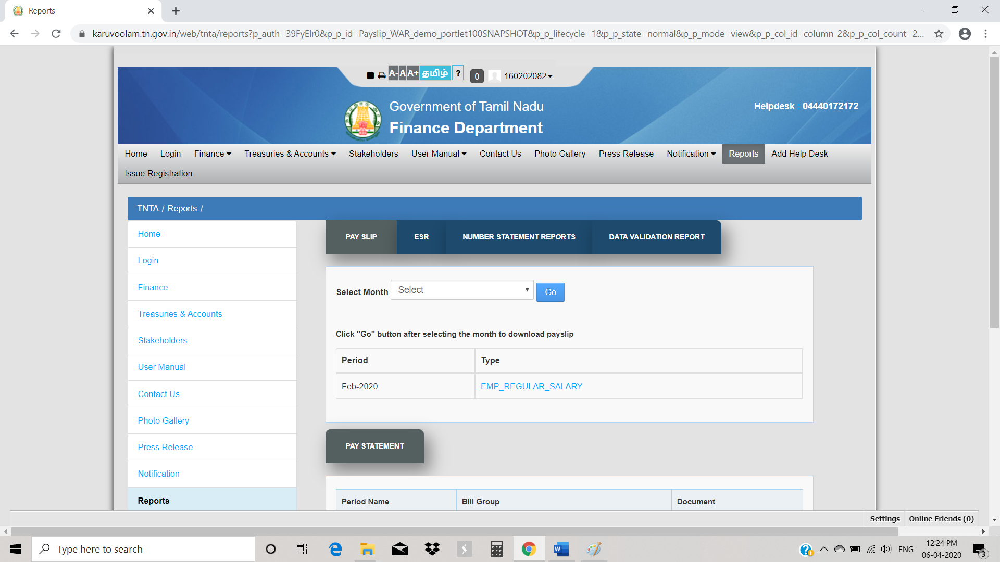 Reports
karuvoolam.tn.gov.in/web/tnta/reports?p_auth=39FyElr0&p_p_id=Payslip_WAR_demo_portlet100SNAPSHOT&p_p_lifecycle=1&p_p_state=normal&p_p_mode=view&p_p_col_id=column-2&p_p_col_count=2...
A- A A+ தமிழ் ? 0 160202082
Government of Tamil Nadu
Finance Department
Helpdesk 04440172172
Home Login Finance Treasuries & Accounts Stakeholders User Manual Contact Us Photo Gallery Press Release Notification Reports Add Help Desk
Issue Registration
TNTA / Reports /
Home
Login
Finance
Treasuries & Accounts
Stakeholders
User Manual
Contact Us
Photo Gallery
Press Release
Notification
Reports
PAY SLIP ESR NUMBER STATEMENT REPORTS DATA VALIDATION REPORT
Select Month Select Go
Click "Go" button after selecting the month to download payslip
Period Type
Feb-2020 EMP_REGULAR_SALARY
PAY STATEMENT
Period Name Bill Group Document
Settings Online Friends (0)
Type here to search
ENG
12:24 PM
06-04-2020
3